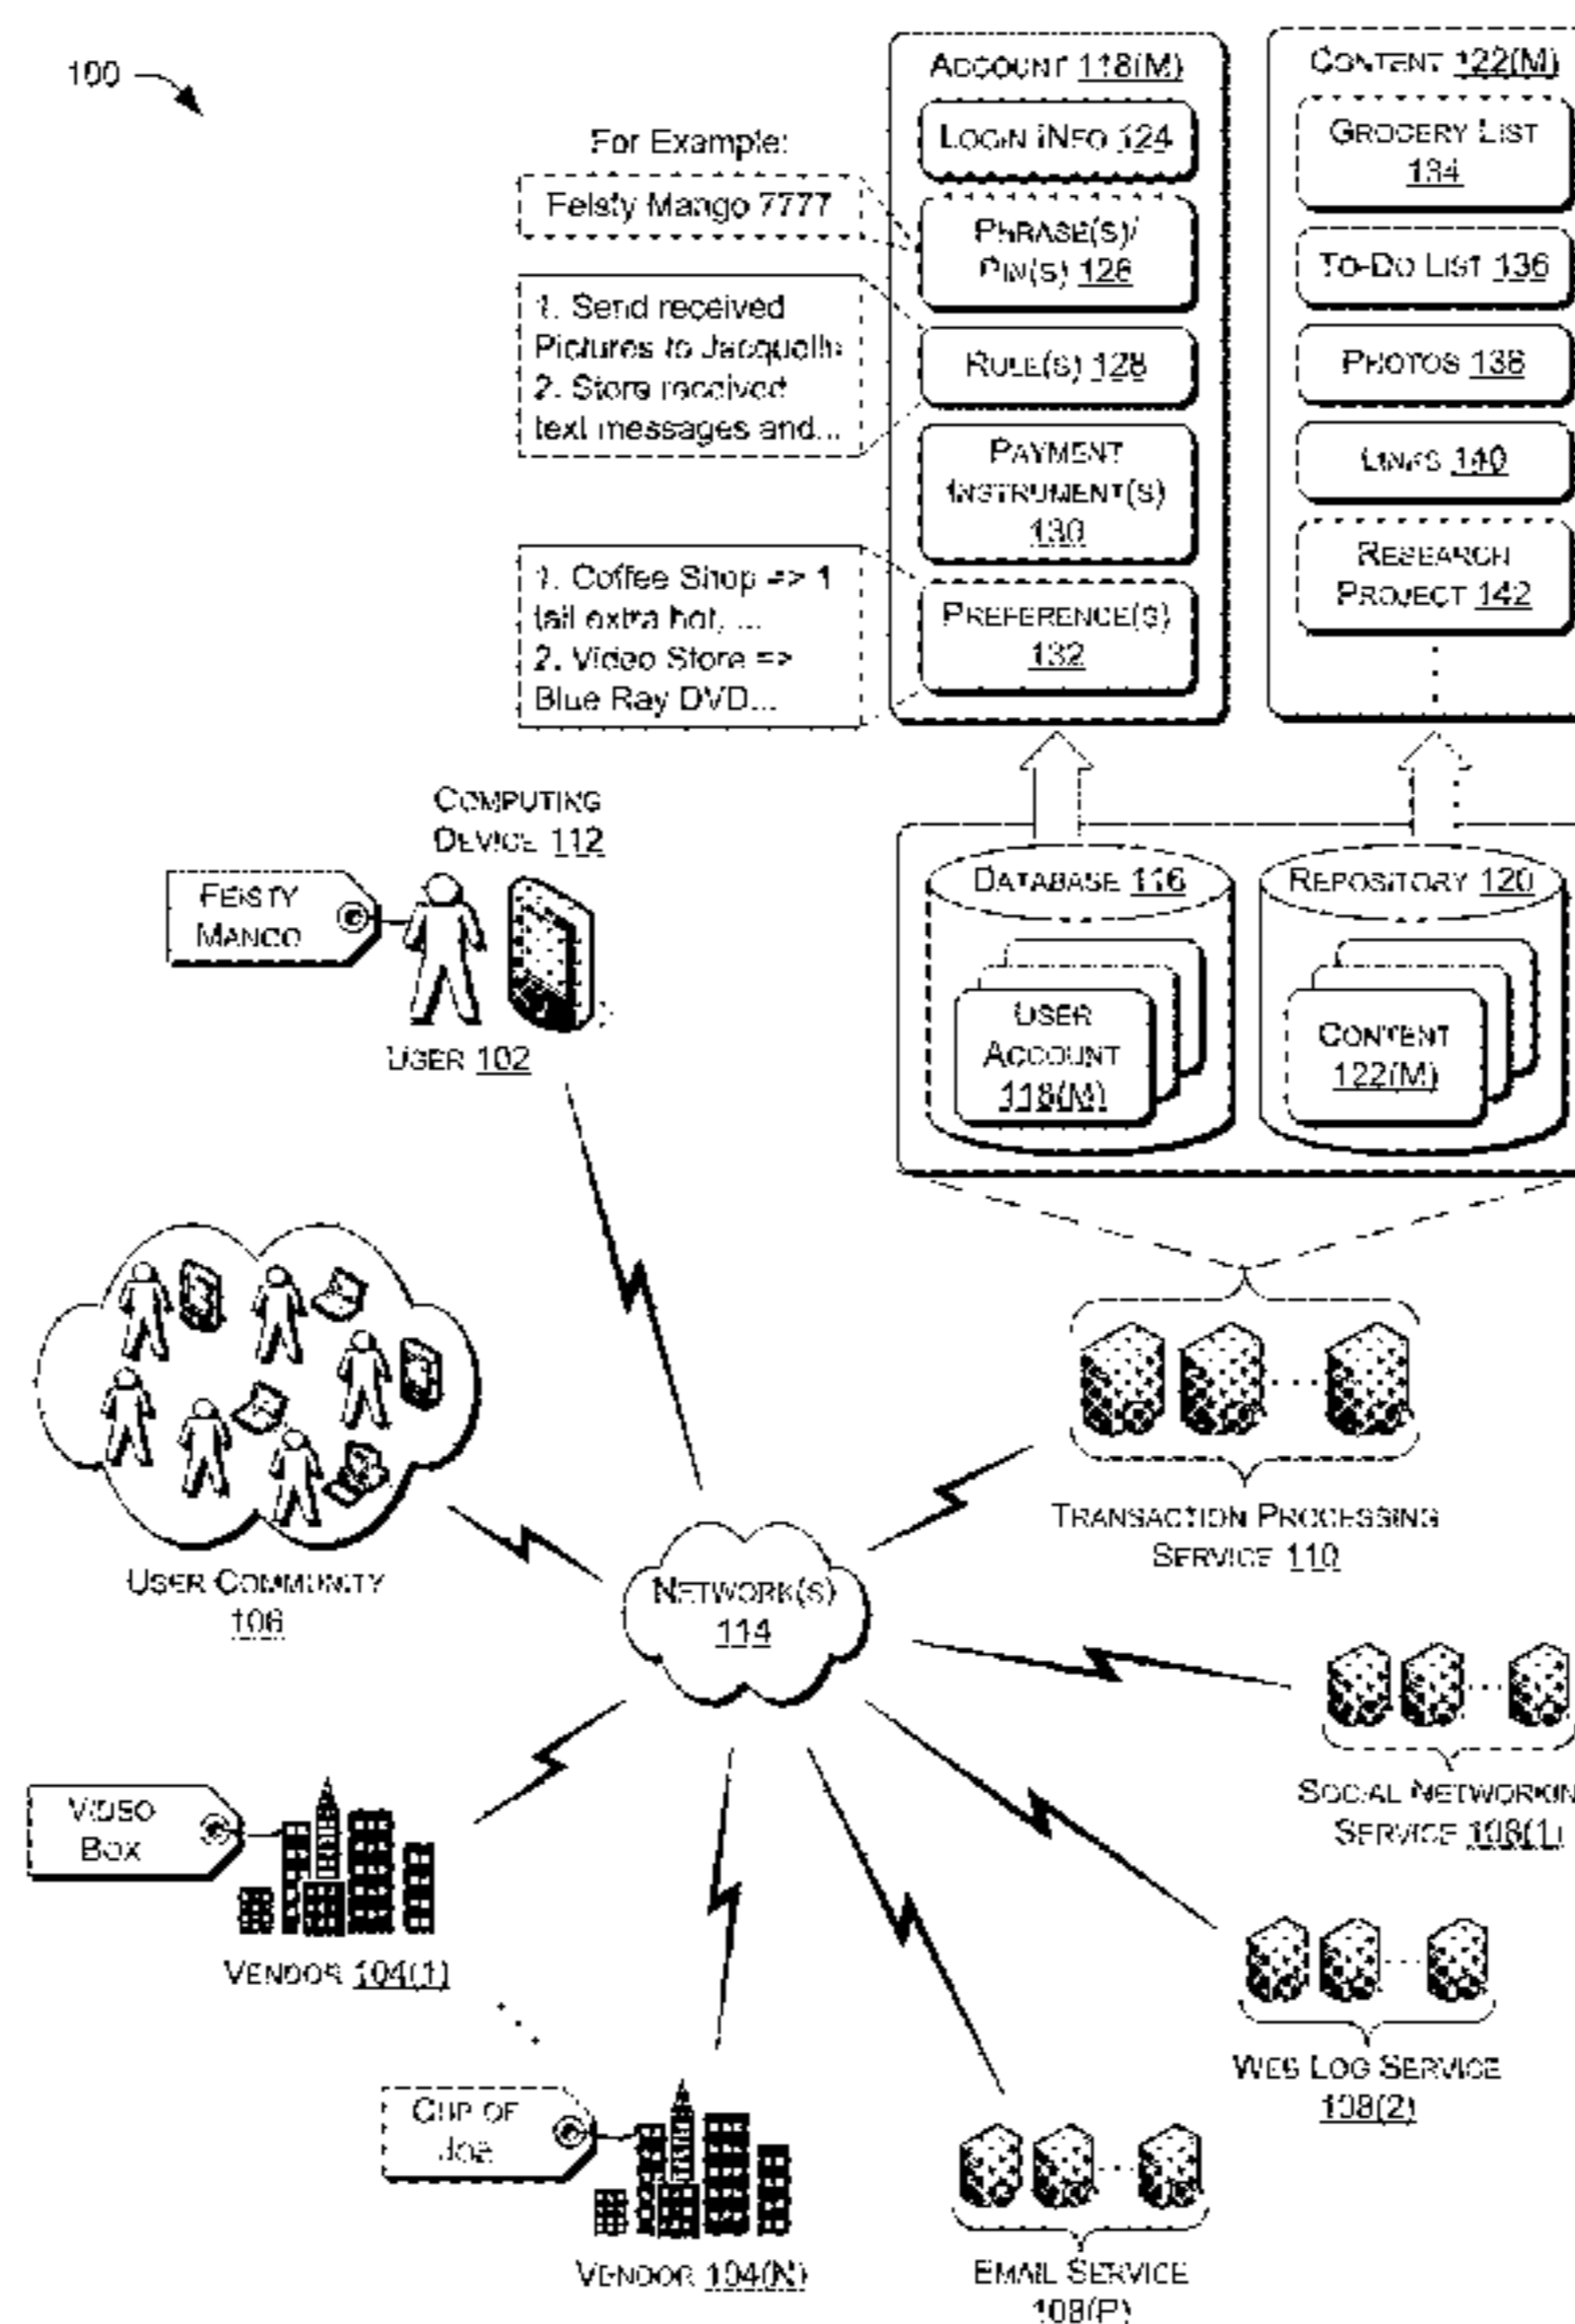 100
For Example:
Feisty Mango 7777
1. Send received
Pictures to Jacquelin
2. Store received
text messages and...
1. Coffee Shop => 1
tall extra hot, ...
2. Video Store =>
Blue Ray DVD...
ACCOUNT 118(M)
LOGIN INFO 124
PHRASE(S)/
PIN(S) 126
RULE(S) 128
PAYMENT
INSTRUMENT(S)
130
PREFERENCE(S)
132
CONTENT 122(M)
GROCERY LIST
134
TO-DO LIST 136
PHOTOS 138
LINKS 140
RESEARCH
PROJECT 142
COMPUTING
DEVICE 112
FEISTY
MANGO
USER 102
DATABASE 116
USER
ACCOUNT
118(M)
REPOSITORY 120
CONTENT
122(M)
TRANSACTION PROCESSING
SERVICE 110
USER COMMUNITY
106
NETWORK(S)
114
SOCIAL NETWORKIN
SERVICE 108(1)
VIDEO
BOX
VENDOR 104(1)
WEB LOG SERVICE
108(2)
CUP OF
JOE
VENDOR 104(N)
EMAIL SERVICE
108(P)